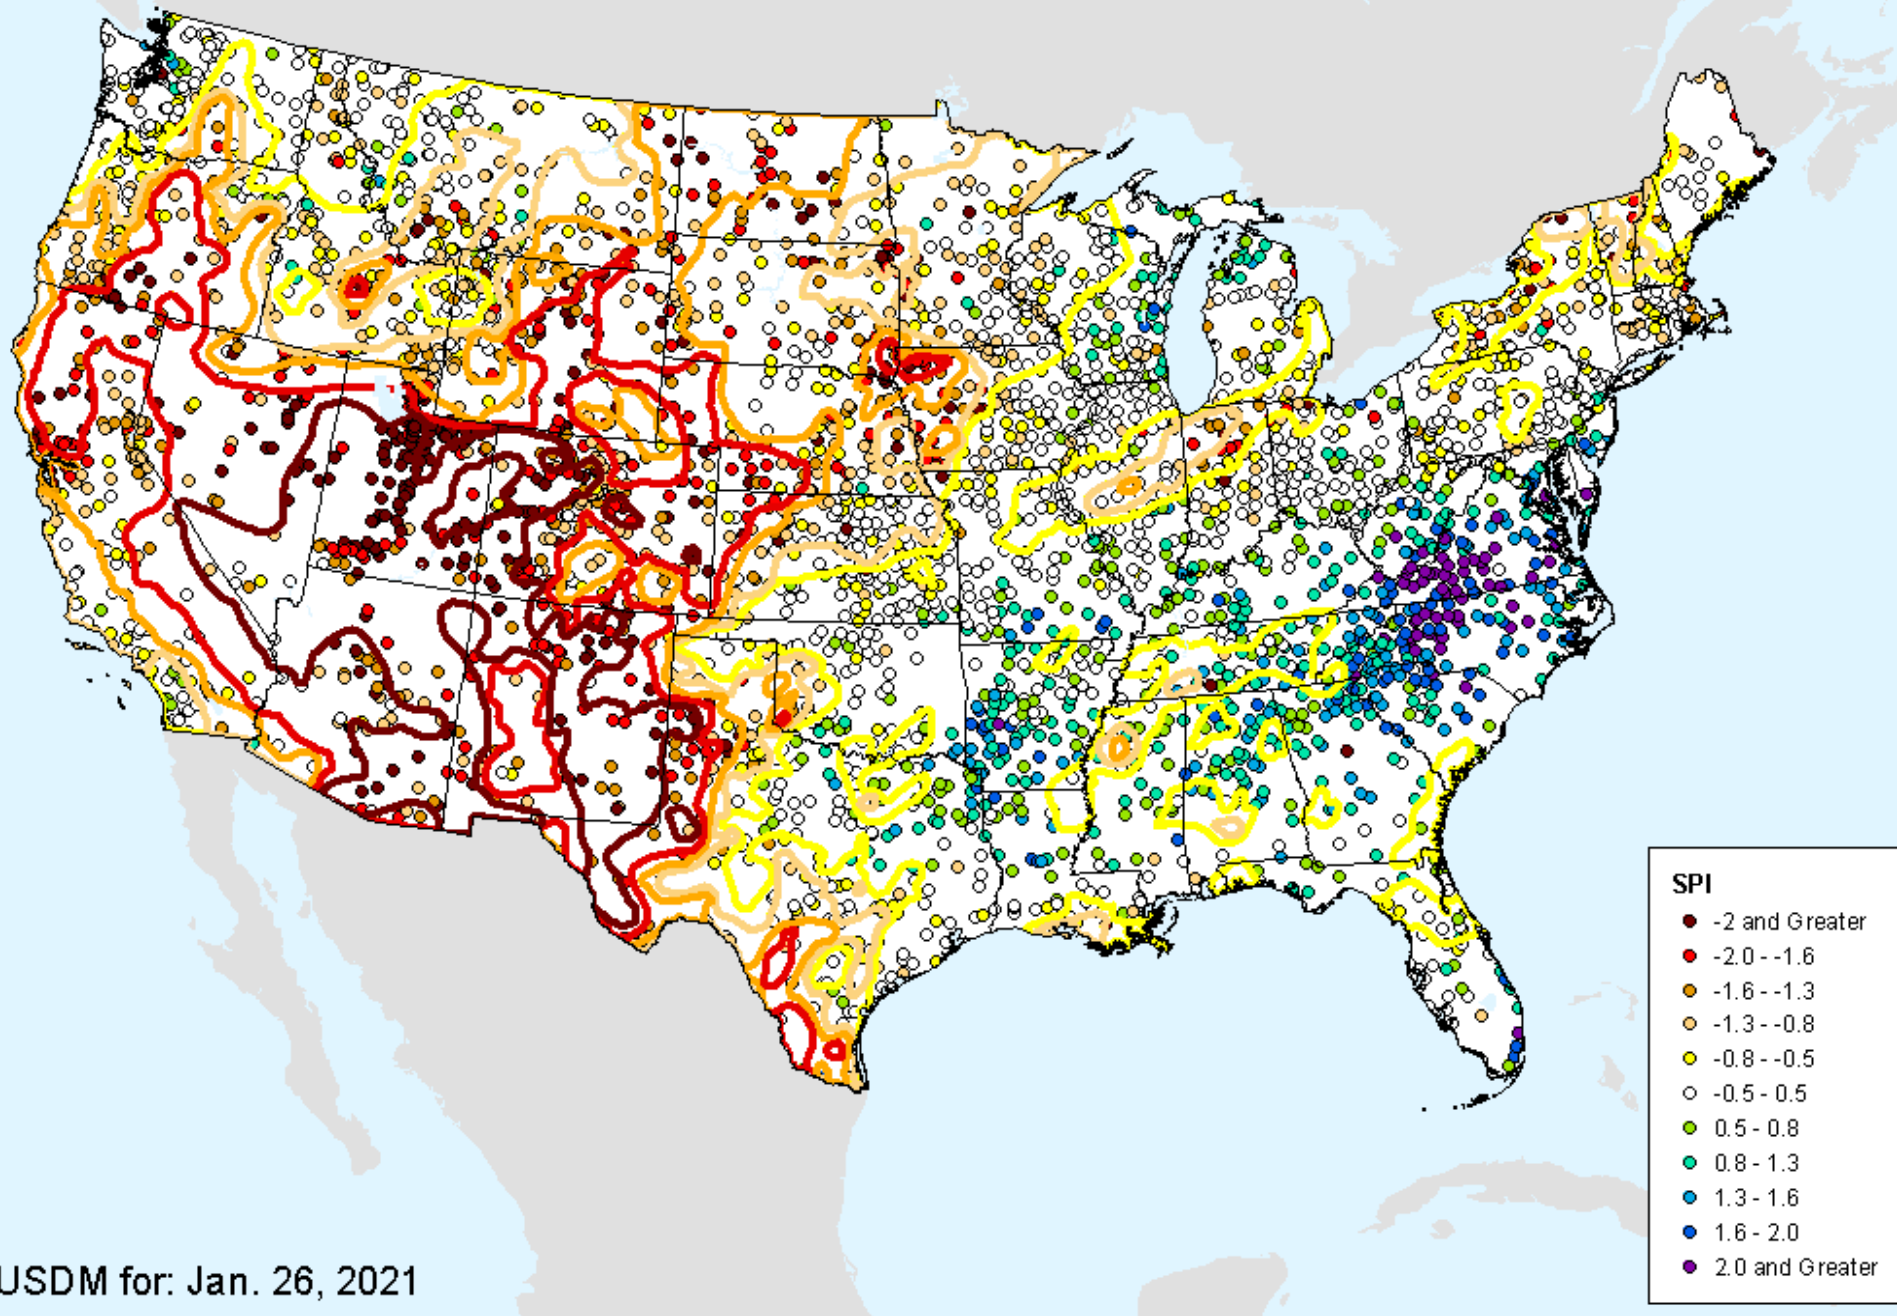 SPI
-2 and Greater
-2.0 - -1.6
-1.6 - -1.3
-1.3 - -0.8
-0.8 - -0.5
-0.5 - 0.5
0.5 - 0.8
0.8 - 1.3
1.3 - 1.6
1.6 - 2.0
2.0 and Greater
USDM for: Jan. 26, 2021